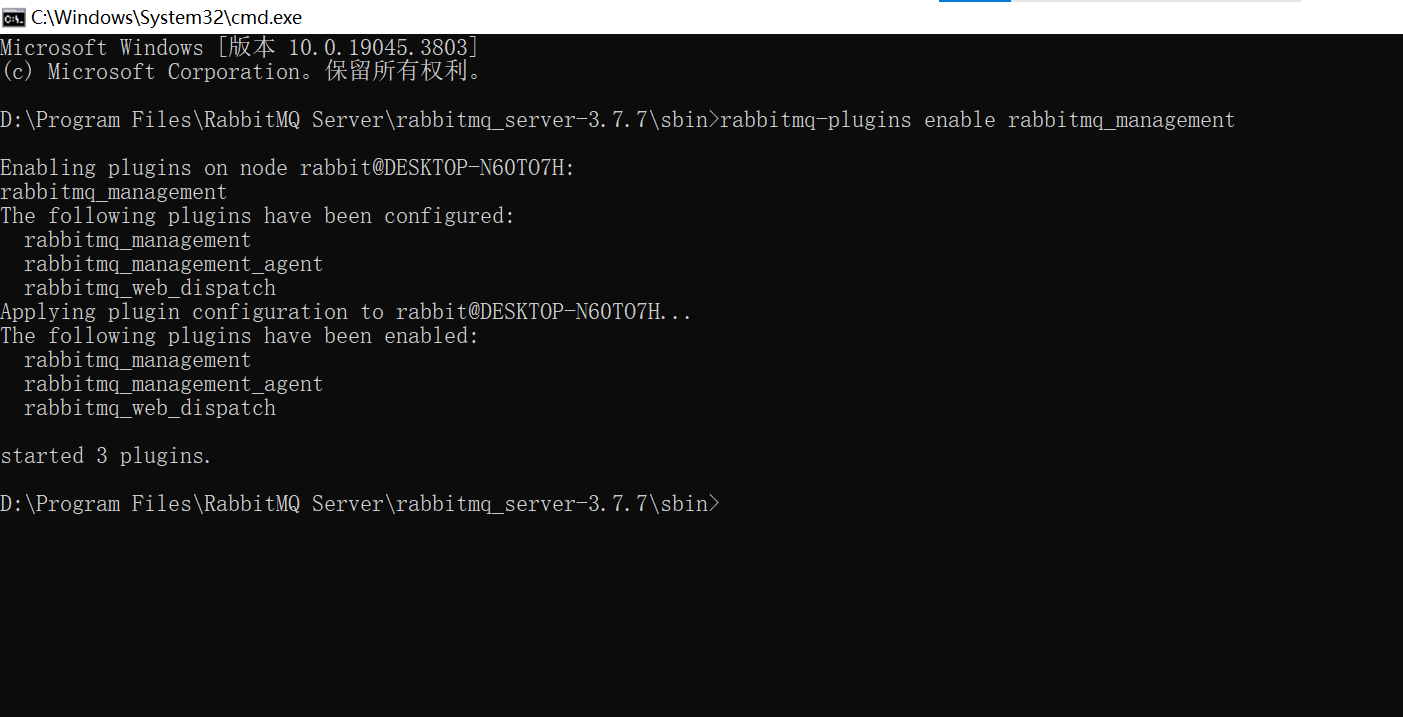 C:\Windows\System32\cmd.exe
Microsoft Windows [版本 10.0.19045.3803]
(c) Microsoft Corporation。保留所有权利。
D:\Program Files\RabbitMQ Server\rabbitmq_server-3.7.7\sbin>rabbitmq-plugins enable rabbitmq_management
Enabling plugins on node rabbit@DESKTOP-N60TO7H:
rabbitmq_management
The following plugins have been configured:
  rabbitmq_management
  rabbitmq_management_agent
  rabbitmq_web_dispatch
Applying plugin configuration to rabbit@DESKTOP-N60TO7H...
The following plugins have been enabled:
  rabbitmq_management
  rabbitmq_management_agent
  rabbitmq_web_dispatch
started 3 plugins.
D:\Program Files\RabbitMQ Server\rabbitmq_server-3.7.7\sbin>